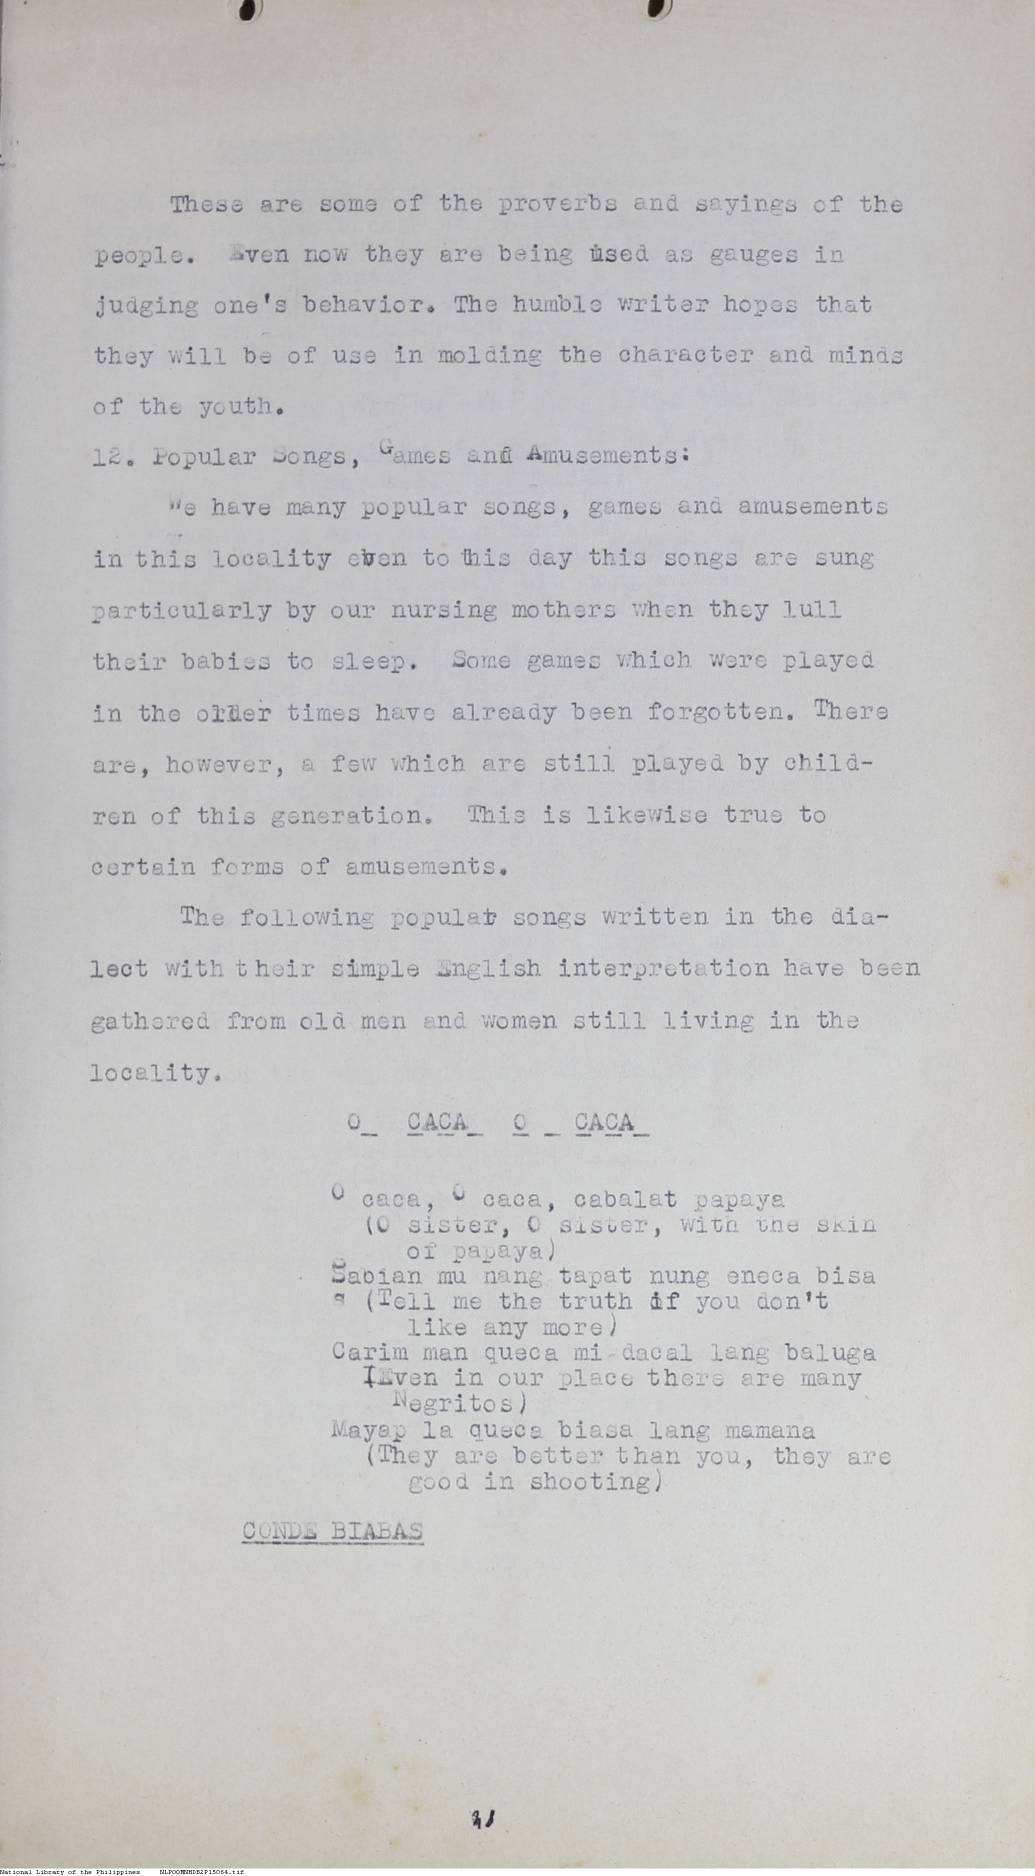 These are some of the proverbs and sayings of the
people. Even now they are being used as gauges in
judging one's behavior. The humble writer hopes that
they will be of use in molding the character and minds
of the youth.
12. Popular Songs, Games and Amusements:
We have many popular songs, games and amusements
in this locality even to this day this songs are sung
particularly by our nursing mothers when they lull
their babies to sleep. Some games which were played
in the older times have already been forgotten. There
are, however, a few which are still played by child-
ren of this generation. This is likewise true to
certain forms of amusements.
The following popular songs written in the dia-
lect with their simple English interpretation have been
gathered from old men and women still living in the
locality.
O CACA O CACA
O caca, O caca, cabalat papaya
(O sister, O sister, with the skin
of papaya)
Sabian mu nang tapat nung eneca bisa
(Tell me the truth if you don't
like any more)
Carim man queca mi dacal lang baluga
(Even in our place there are many
Negritos)
Mayap la queca biasa lang mamana
(They are better than you, they are
good in shooting)
CONDE BIABAS
National Library of the Philippines NLPOOMNHDB2P15064.tif